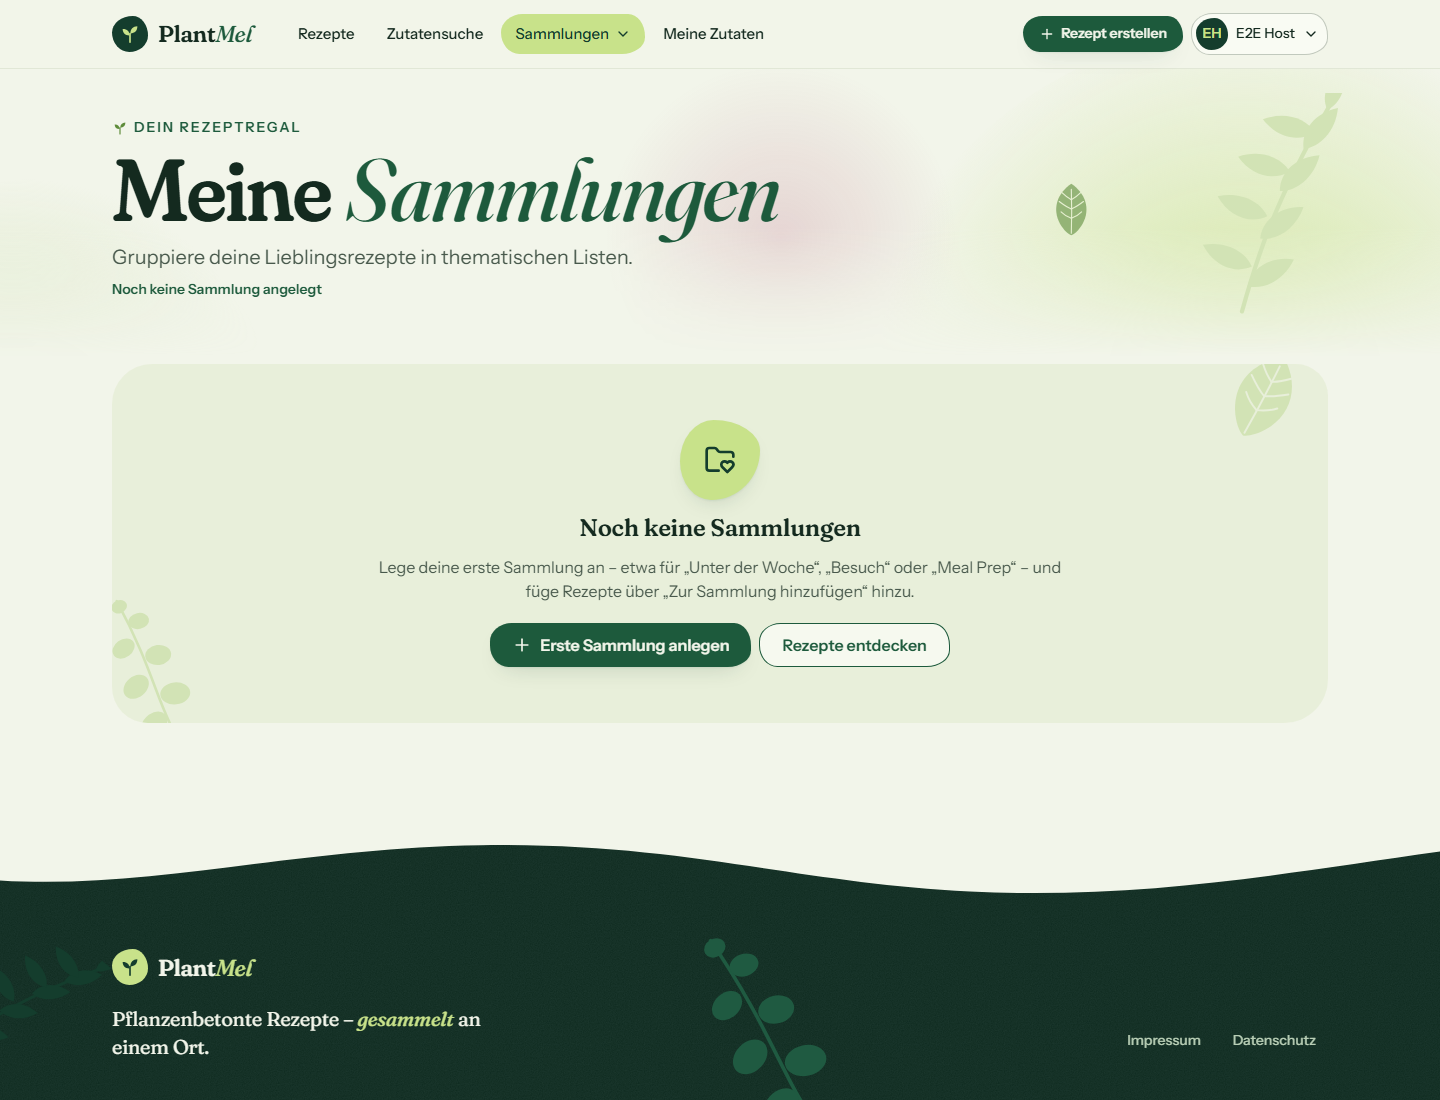 PlantMel
Rezepte
Zutatensuche
Sammlungen
Meine Zutaten
Rezept erstellen
EH
E2E Host
DEIN REZEPTREGAL
Meine Sammlungen
Gruppiere deine Lieblingsrezepte in thematischen Listen.
Noch keine Sammlung angelegt
Noch keine Sammlungen
Lege deine erste Sammlung an – etwa für „Unter der Woche“, „Besuch“ oder „Meal Prep“ – und
füge Rezepte über „Zur Sammlung hinzufügen“ hinzu.
Erste Sammlung anlegen
Rezepte entdecken
PlantMel
Pflanzenbetonte Rezepte – gesammelt an
einem Ort.
Impressum
Datenschutz